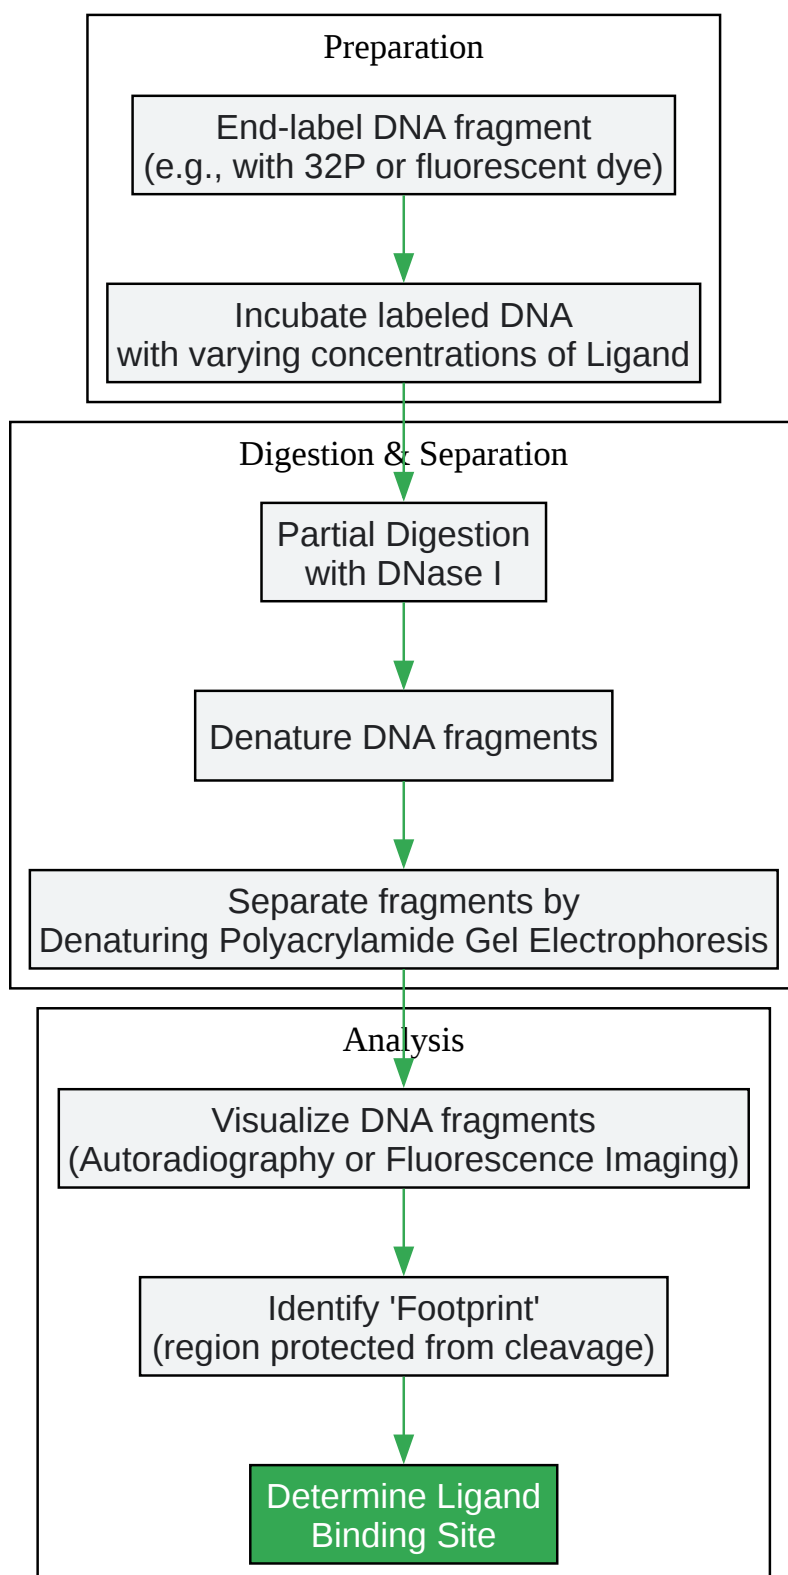 Preparation
End-label DNA fragment
(e.g., with 32P or fluorescent dye)
Incubate labeled DNA
with varying concentrations of Ligand
Digestion & Separation
Partial Digestion
with DNase I
Denature DNA fragments
Separate fragments by
Denaturing Polyacrylamide Gel Electrophoresis
Analysis
Visualize DNA fragments
(Autoradiography or Fluorescence Imaging)
Identify 'Footprint'
(region protected from cleavage)
Determine Ligand
Binding Site